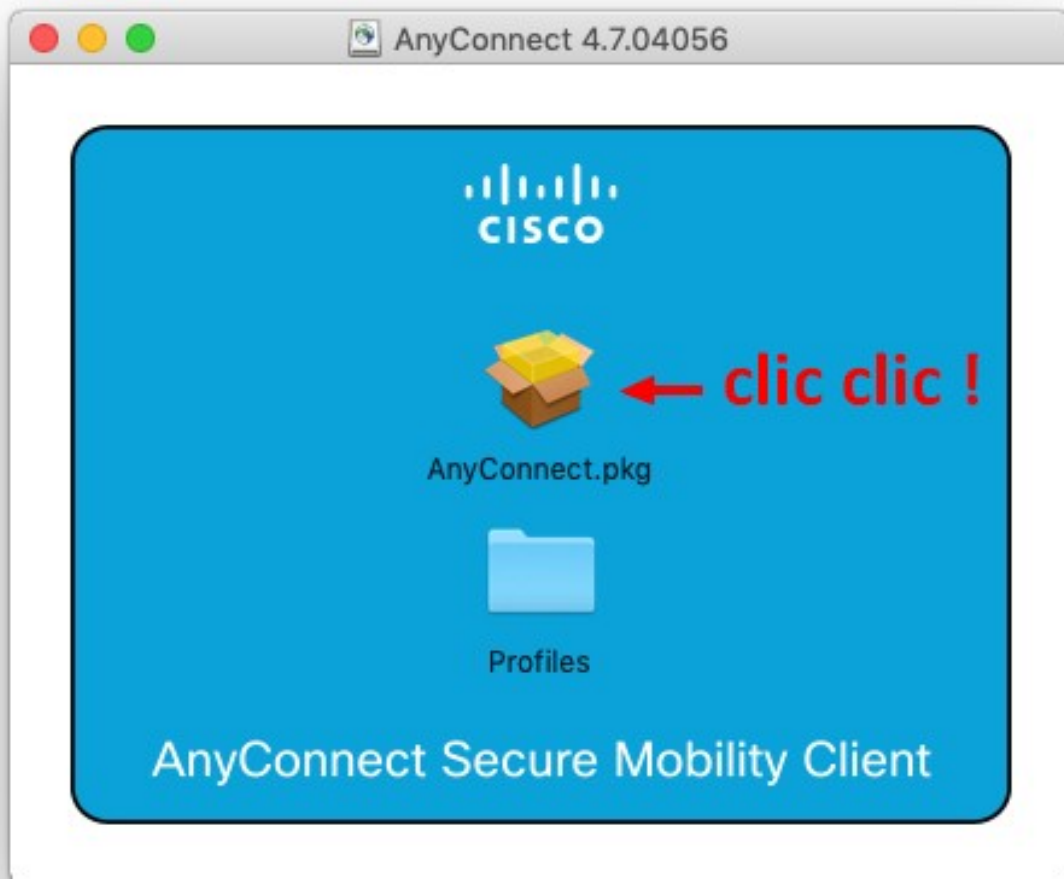 AnyConnect 4.7.04056
CISCO
clic clic !
AnyConnect.pkg
Profiles
AnyConnect Secure Mobility Client